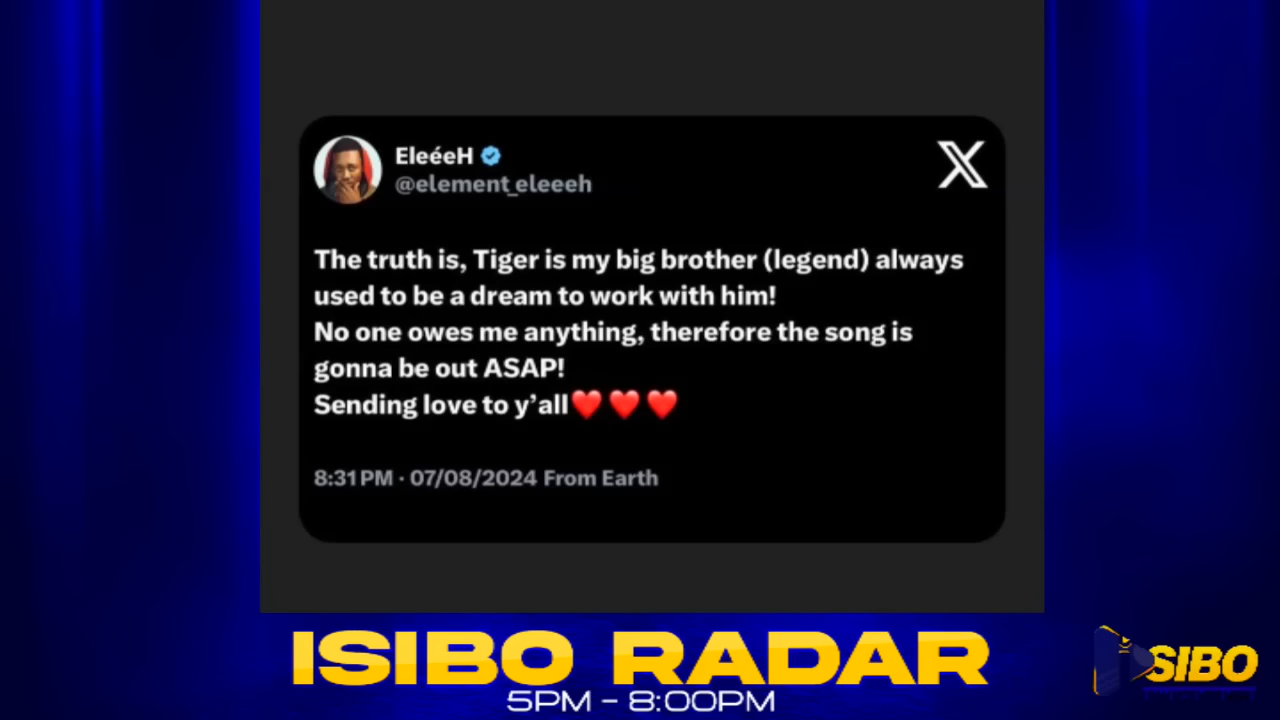 EleéeH
@element_eleeeh
The truth is, Tiger is my big brother (legend) always
used to be a dream to work with him!
No one owes me anything, therefore the song is
gonna be out ASAP!
Sending love to y’all❤️❤️❤️
8:31 PM · 07/08/2024 From Earth
ISIBO RADAR
5PM - 8:00PM
SIBO